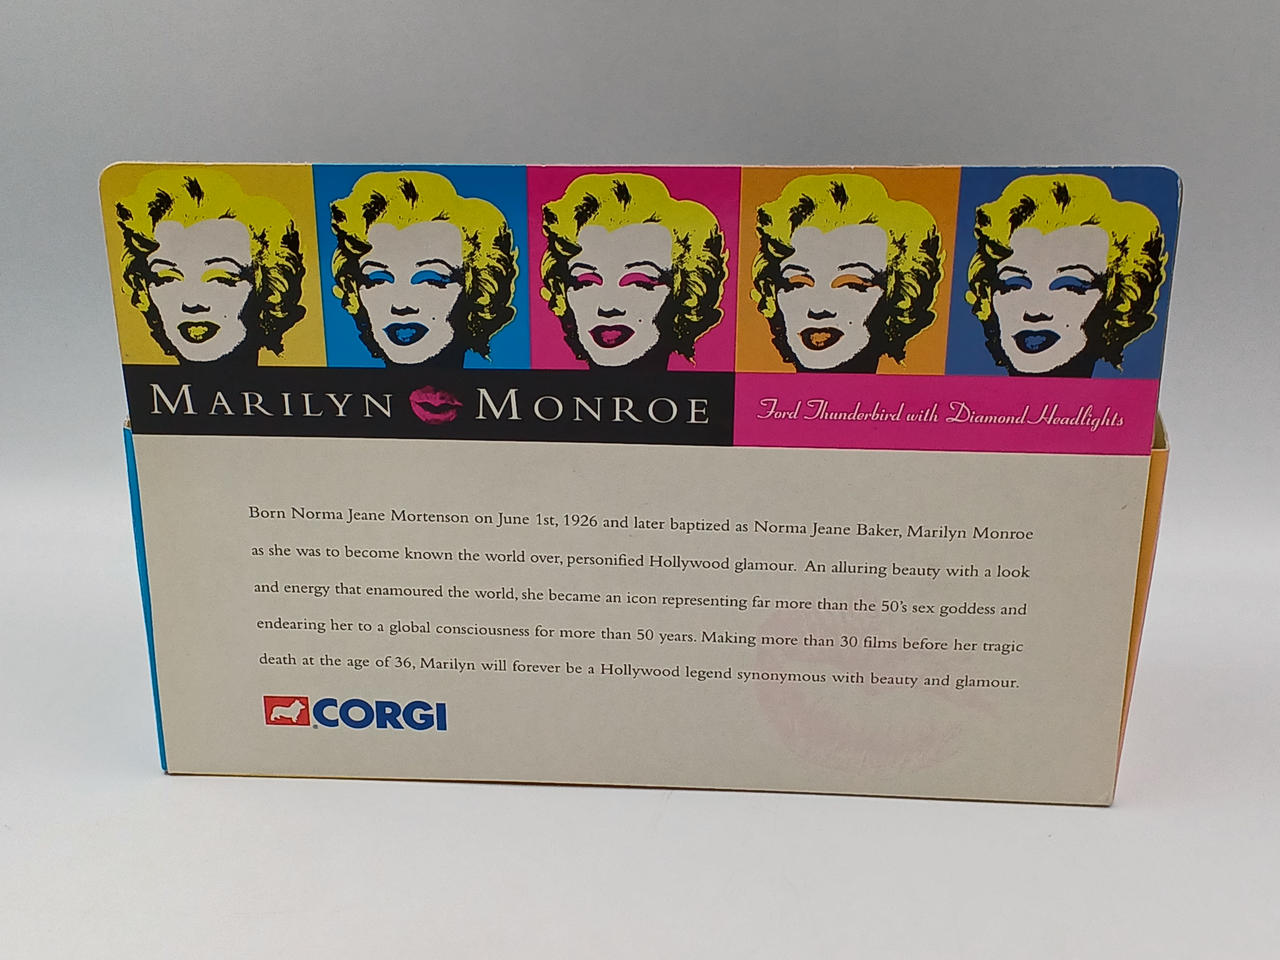 MARILYN MONROE
Ford Thunderbird with Diamond Headlights
Born Norma Jeane Mortenson on June 1st, 1926 and later baptized as Norma Jeane Baker, Marilyn Monroe
as she was to become known the world over, personified Hollywood glamour. An alluring beauty with a look
and energy that enamoured the world, she became an icon representing far more than the 50's sex goddess and
endearing her to a global consciousness for more than 50 years. Making more than 30 films before her tragic
death at the age of 36, Marilyn will forever be a Hollywood legend synonymous with beauty and glamour.
CORGI